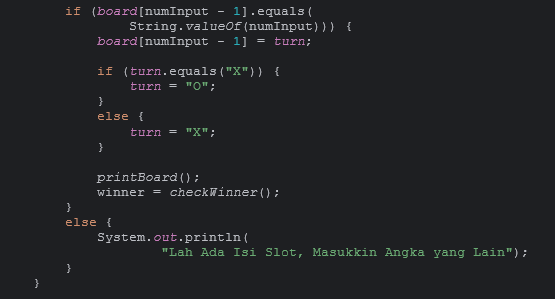 if (board[numInput - 1].equals(
String.valueOf(numInput))) {
board[numInput - 1] = turn;
if (turn.equals("X")) {
turn = "O";
}
else {
turn = "X";
}
printBoard();
winner = checkWinner();
}
else {
System.out.println(
"Lah Ada Isi Slot, Masukkin Angka yang Lain");
}
}